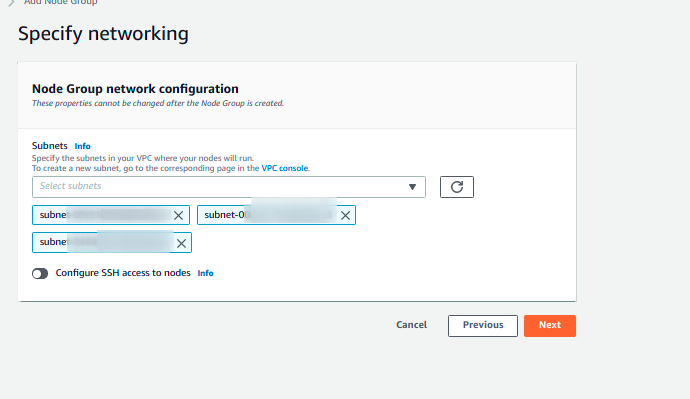 Add Node Group
Specify networking
Node Group network configuration
These properties cannot be changed after the Node Group is created.
Subnets Info
Specify the subnets in your VPC where your nodes will run.
To create a new subnet, go to the corresponding page in the VPC console.
Select subnets
subnet- subnet-0
subnet-
Configure SSH access to nodes Info
Cancel Previous Next